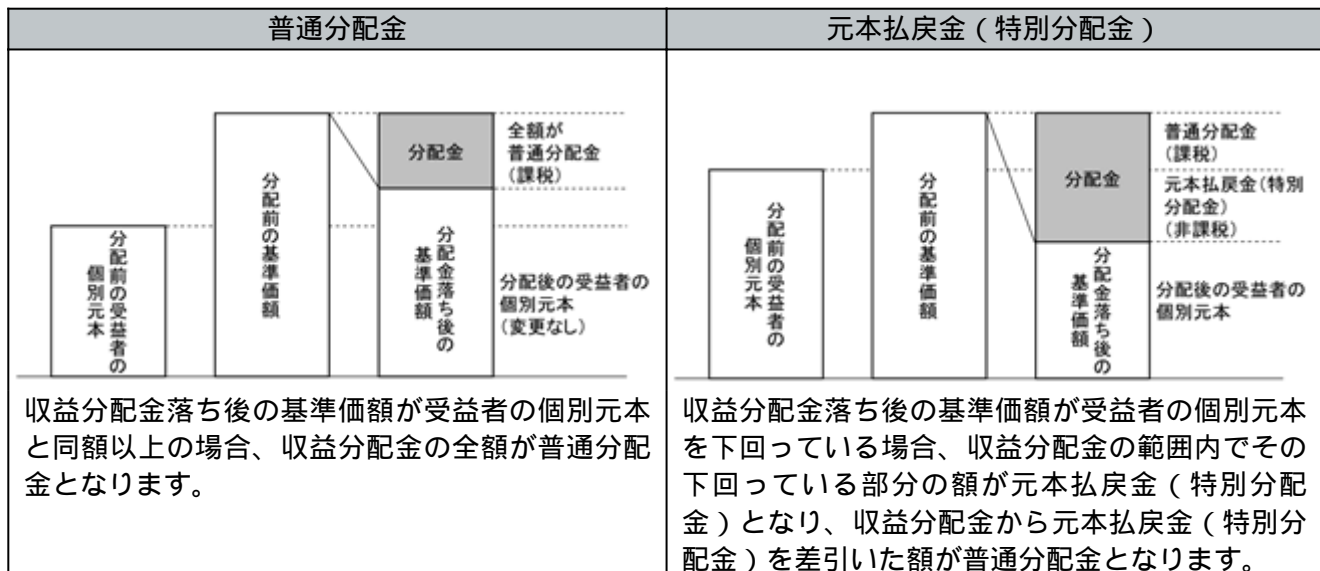 普通分配金
分配前の受益者の
個別元本
分配前の基準価額
分配金
分配金落ち後の
基準価額
全額が
普通分配金
(課税)
分配後の受益者の
個別元本
(変更なし)
収益分配金落ち後の基準価額が受益者の個別元本
と同額以上の場合、収益分配金の全額が普通分配
金となります。
元本払戻金(特別分配金)
分配前の受益者の
個別元本
分配前の基準価額
分配金
分配金落ち後の
基準価額
普通分配金
(課税)
元本払戻金(特別
分配金)
(非課税)
分配後の受益者の
個別元本
収益分配金落ち後の基準価額が受益者の個別元本
を下回っている場合、収益分配金の範囲内でその
下回っている部分の額が元本払戻金(特別分配
金)となり、収益分配金から元本払戻金(特別分
配金)を差引いた額が普通分配金となります。